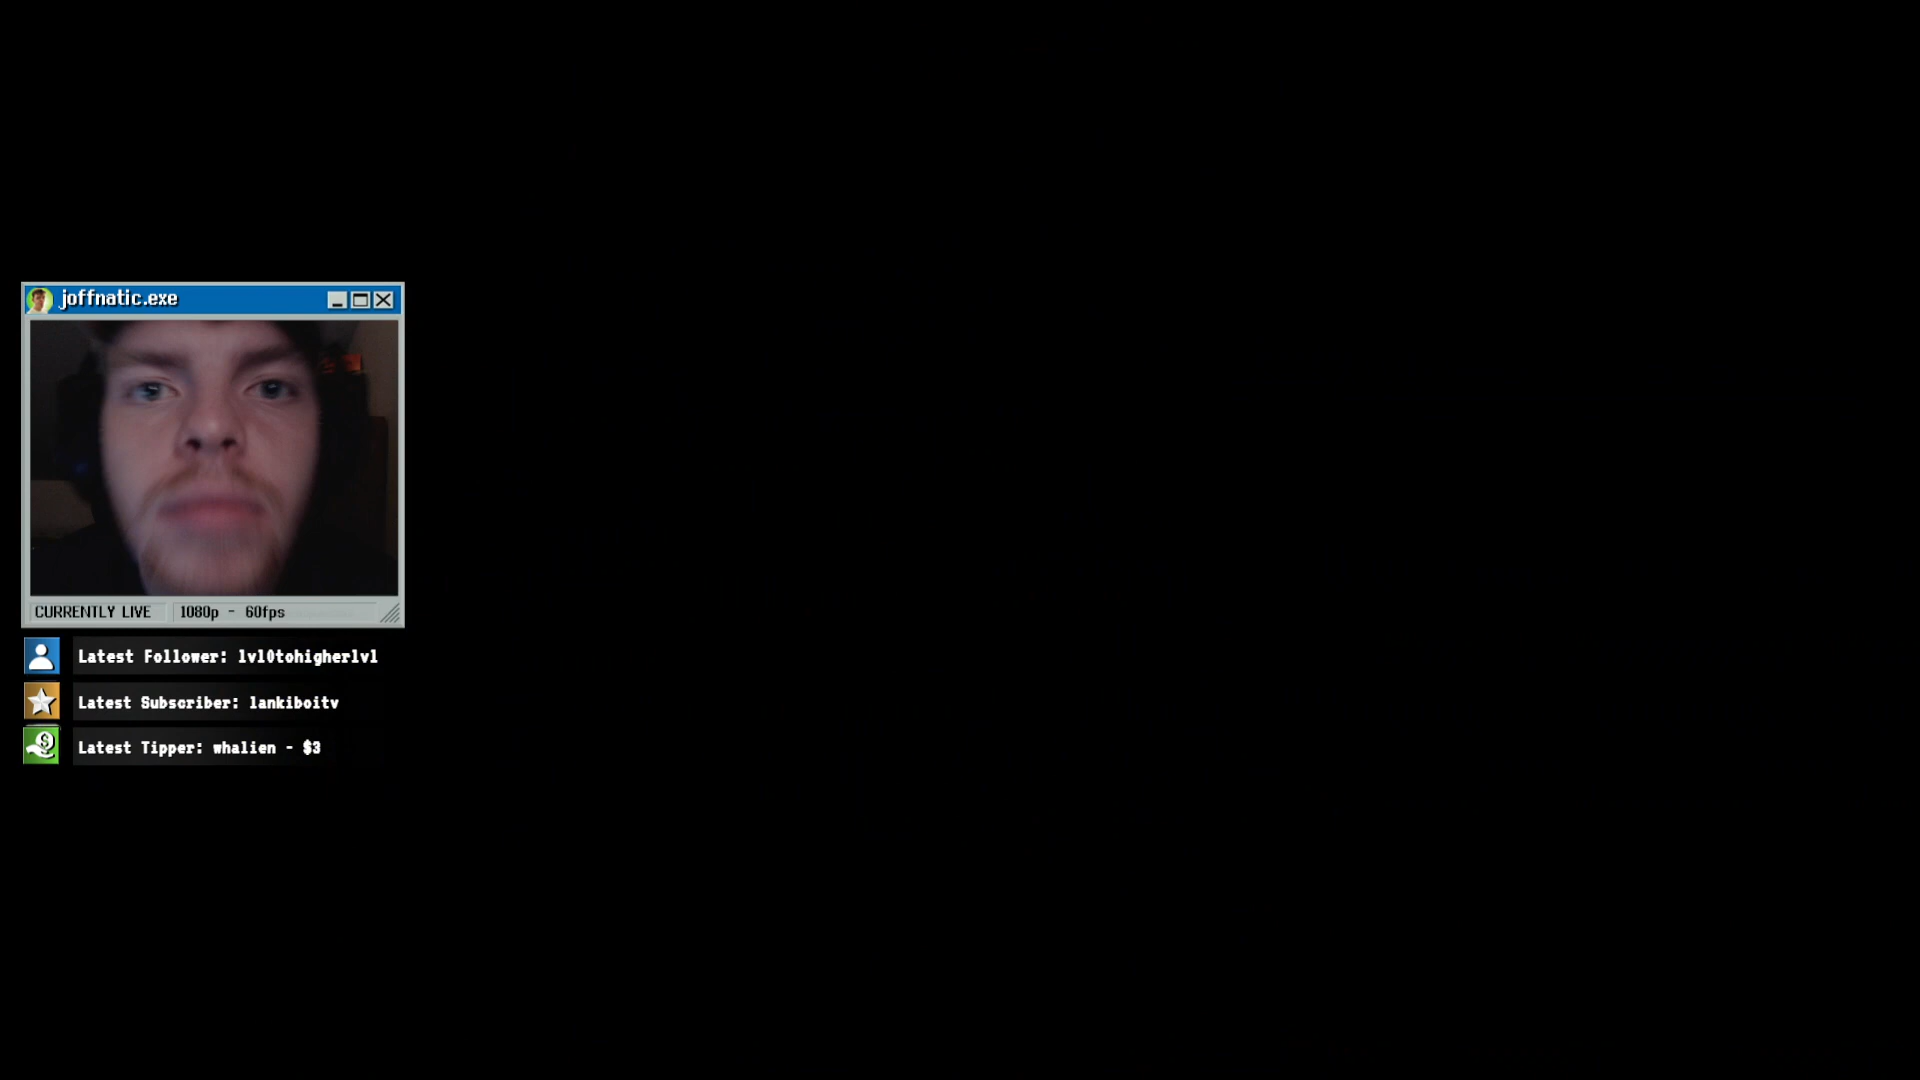 joffnatic.exe
CURRENTLY LIVE 1080p - 60fps
Latest Follower: lvl0tohigherlvl
Latest Subscriber: lankiboitv
Latest Tipper: whalien - $3